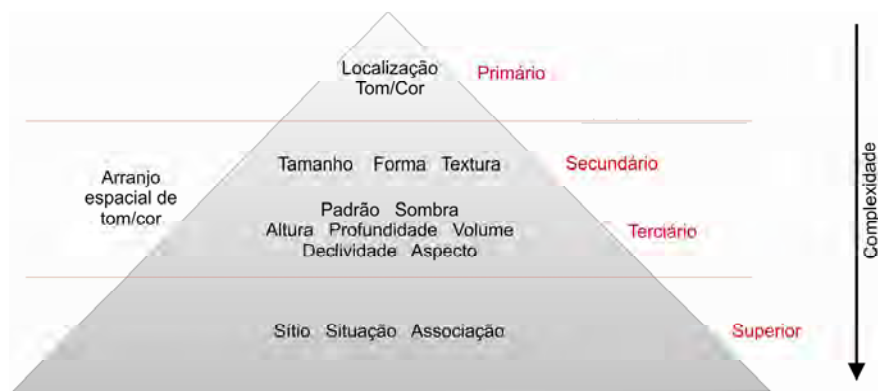 Localização
Tom/Cor
Primário
Tamanho Forma Textura
Secundário
Arranjo
espacial de
tom/cor
Padrão Sombra
Altura Profundidade Volume
Declividade Aspecto
Terciário
Sítio Situação Associação
Superior
Complexidade